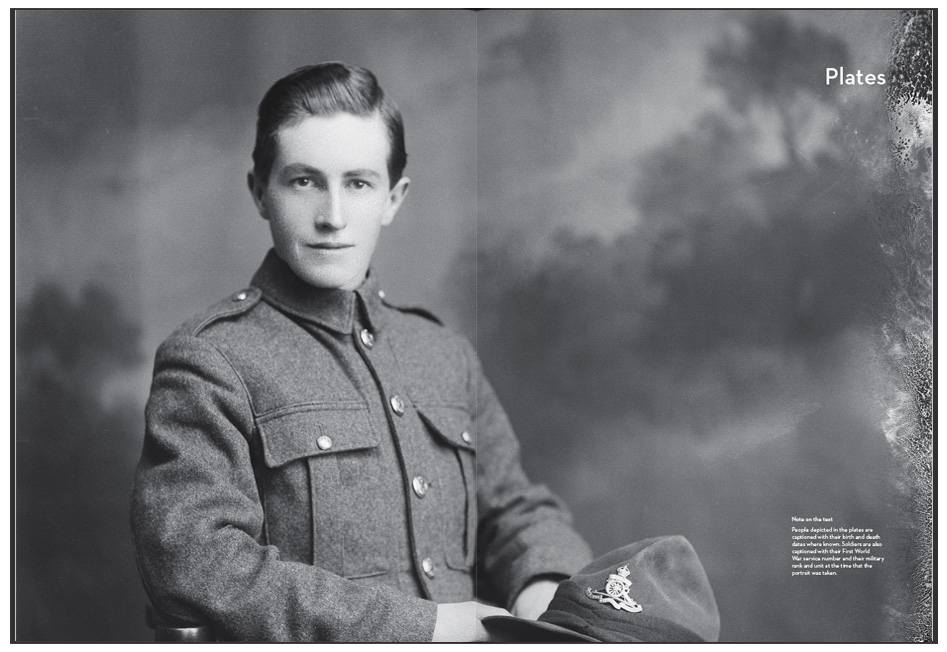 Plates
Note on the text
People depicted in the plates are
captioned with their birth and death
dates where known. Soldiers are also
captioned with their First World
War service number and their military
rank and unit at the time that the
portrait was taken.